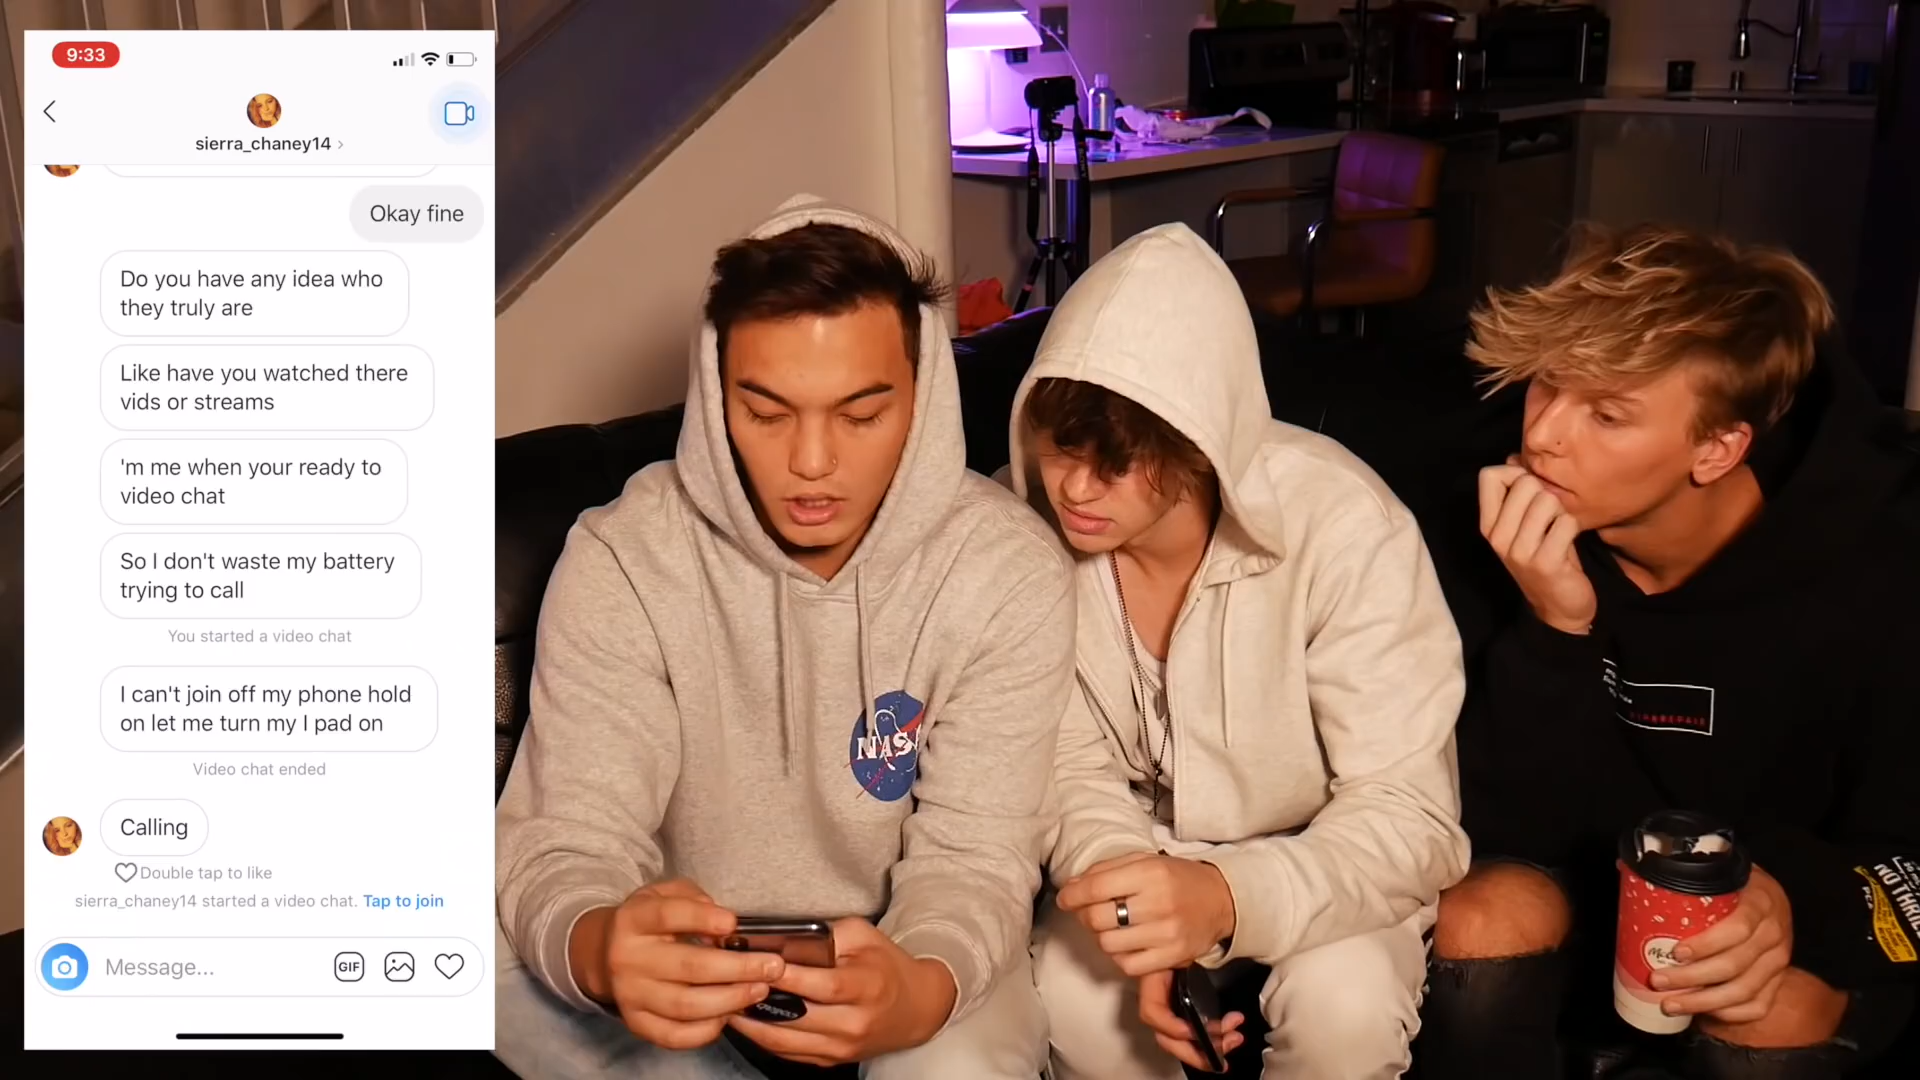 9:33
sierra_chaney14
Okay fine
Do you have any idea who
they truly are
Like have you watched there
vids or streams
'm me when your ready to
video chat
So I don't waste my battery
trying to call
You started a video chat
I can't join off my phone hold
on let me turn my I pad on
Video chat ended
Calling
Double tap to like
sierra_chaney14 started a video chat. Tap to join
Message...
GIF
NASA